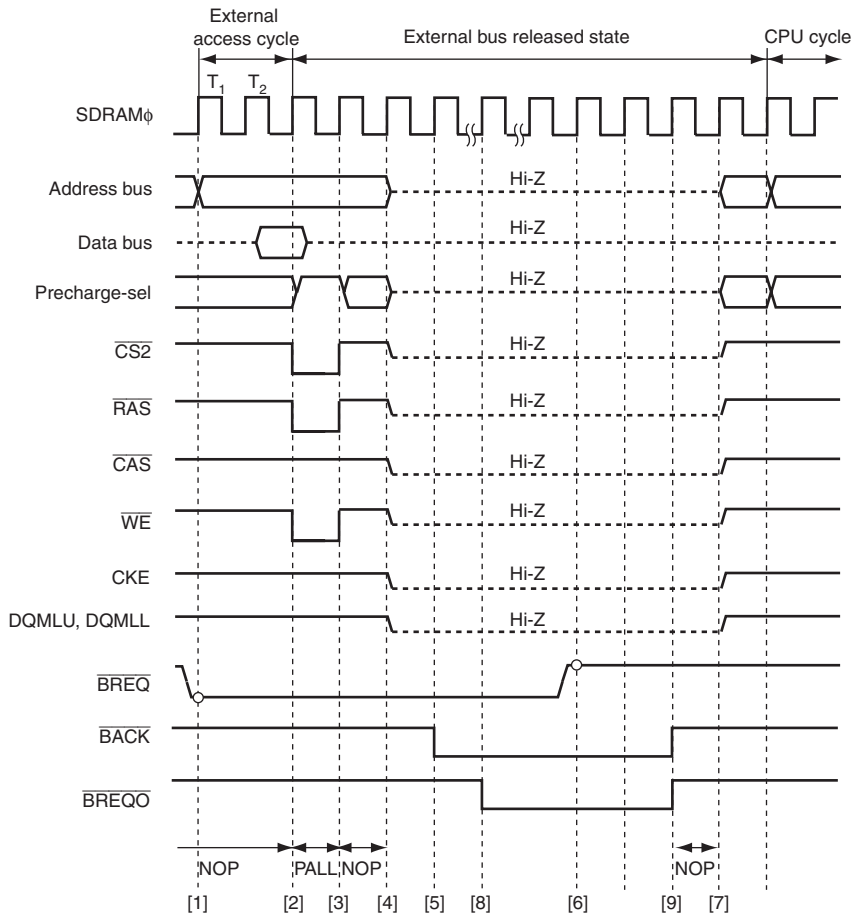 External
access cycle
External bus released state
CPU cycle
T1 T2
SDRAMϕ
Address bus Hi-Z
Data bus Hi-Z
Precharge-sel Hi-Z
CS2 Hi-Z
RAS Hi-Z
CAS Hi-Z
WE Hi-Z
CKE Hi-Z
DQMLU, DQMLL Hi-Z
BREQ
BACK
BREQO
NOP PALL NOP NOP
[1] [2] [3] [4] [5] [8] [6] [9] [7]